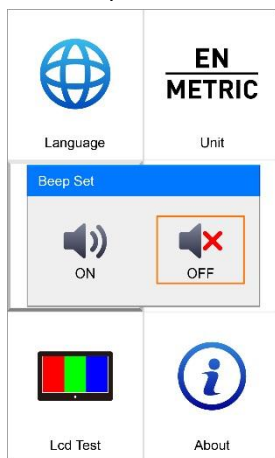 EN
METRIC
Language
Unit
Beep Set
ON
OFF
Lcd Test
About